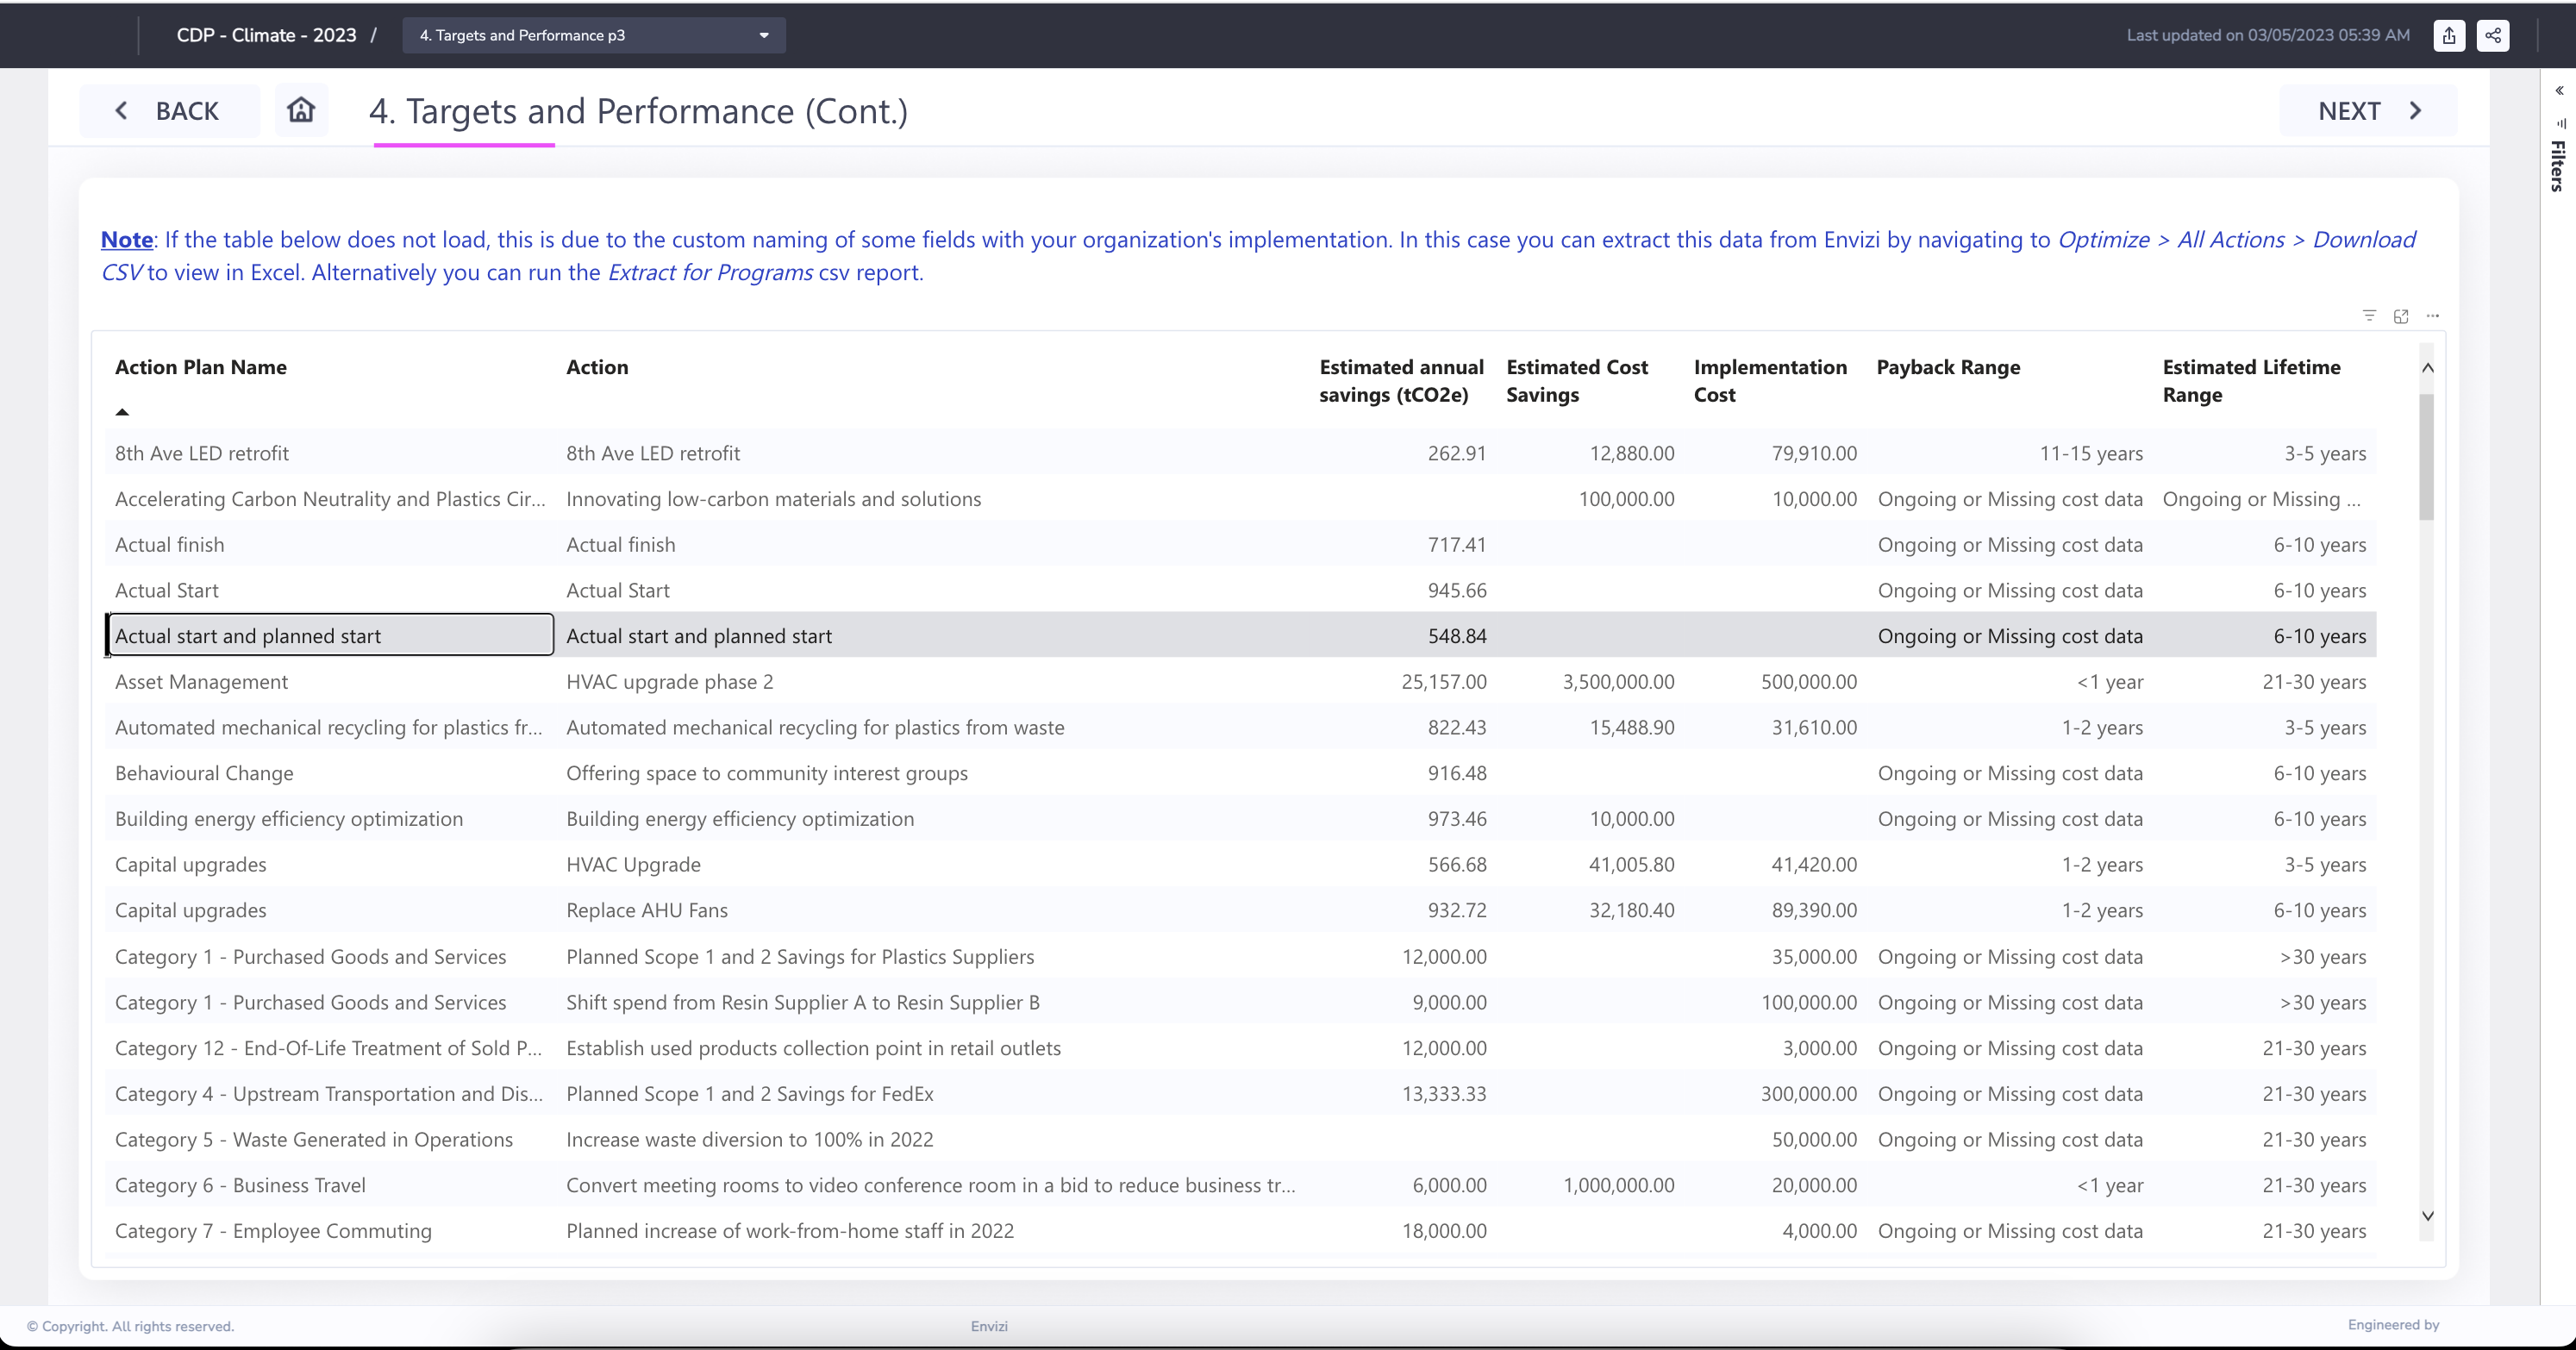 CDP - Climate - 2023 / 4. Targets and Performance p3 Last updated on 03/05/2023 05:39 AM
BACK 4. Targets and Performance (Cont.) NEXT
Filters
Note: If the table below does not load, this is due to the custom naming of some fields with your organization's implementation. In this case you can extract this data from Envizi by navigating to Optimize > All Actions > Download
CSV to view in Excel. Alternatively you can run the Extract for Programs csv report.
Action Plan Name Action Estimated annual savings (tCO2e) Estimated Cost Savings Implementation Cost Payback Range Estimated Lifetime Range
8th Ave LED retrofit 8th Ave LED retrofit 262.91 12,880.00 79,910.00 11-15 years 3-5 years
Accelerating Carbon Neutrality and Plastics Cir... Innovating low-carbon materials and solutions 100,000.00 10,000.00 Ongoing or Missing cost data Ongoing or Missing ...
Actual finish Actual finish 717.41 Ongoing or Missing cost data 6-10 years
Actual Start Actual Start 945.66 Ongoing or Missing cost data 6-10 years
Actual start and planned start Actual start and planned start 548.84 Ongoing or Missing cost data 6-10 years
Asset Management HVAC upgrade phase 2 25,157.00 3,500,000.00 500,000.00 <1 year 21-30 years
Automated mechanical recycling for plastics fr... Automated mechanical recycling for plastics from waste 822.43 15,488.90 31,610.00 1-2 years 3-5 years
Behavioural Change Offering space to community interest groups 916.48 Ongoing or Missing cost data 6-10 years
Building energy efficiency optimization Building energy efficiency optimization 973.46 10,000.00 Ongoing or Missing cost data 6-10 years
Capital upgrades HVAC Upgrade 566.68 41,005.80 41,420.00 1-2 years 3-5 years
Capital upgrades Replace AHU Fans 932.72 32,180.40 89,390.00 1-2 years 6-10 years
Category 1 - Purchased Goods and Services Planned Scope 1 and 2 Savings for Plastics Suppliers 12,000.00 35,000.00 Ongoing or Missing cost data >30 years
Category 1 - Purchased Goods and Services Shift spend from Resin Supplier A to Resin Supplier B 9,000.00 100,000.00 Ongoing or Missing cost data >30 years
Category 12 - End-Of-Life Treatment of Sold P... Establish used products collection point in retail outlets 12,000.00 3,000.00 Ongoing or Missing cost data 21-30 years
Category 4 - Upstream Transportation and Dis... Planned Scope 1 and 2 Savings for FedEx 13,333.33 300,000.00 Ongoing or Missing cost data 21-30 years
Category 5 - Waste Generated in Operations Increase waste diversion to 100% in 2022 50,000.00 Ongoing or Missing cost data 21-30 years
Category 6 - Business Travel Convert meeting rooms to video conference room in a bid to reduce business tr... 6,000.00 1,000,000.00 20,000.00 <1 year 21-30 years
Category 7 - Employee Commuting Planned increase of work-from-home staff in 2022 18,000.00 4,000.00 Ongoing or Missing cost data 21-30 years
© Copyright. All rights reserved. Envizi Engineered by